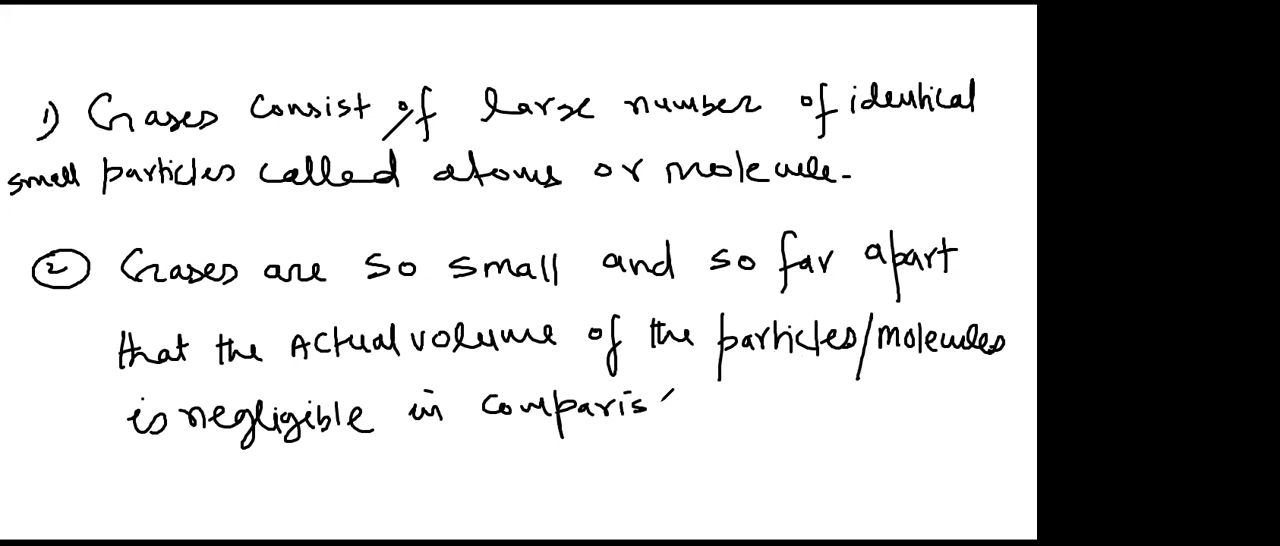 1) Gases consist of large number of identical
small particles called atoms or molecule.
② Gases are so small and so far apart
that the Actual volume of the particles/molecules
is negligible in comparis